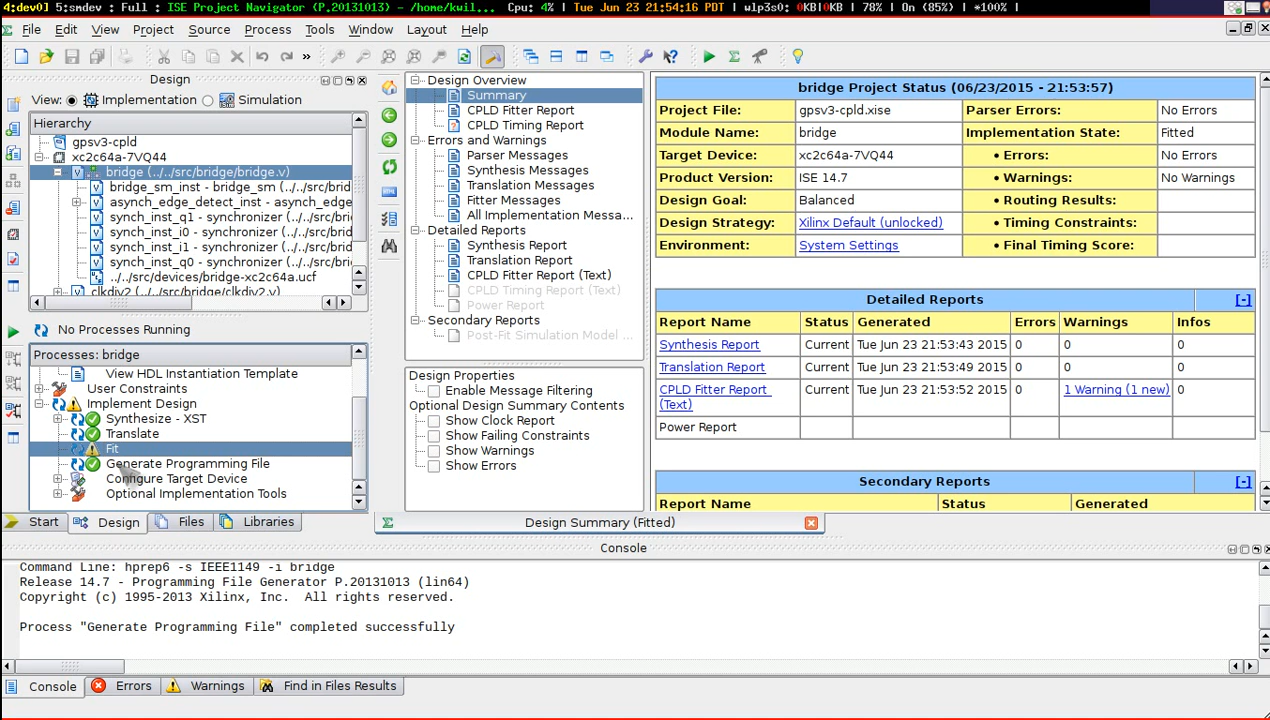 4:dev0] 5:smdev : Full : ISE Project Navigator (P.20131013) - /home/kwil... Cpu: 4% | Tue Jun 23 21:54:16 | wlp3s0: 0KB|0KB | 78% | On (85%) | *100% |
File Edit View Project Source Process Tools Window Layout Help
»
Design
View: Implementation Simulation
Hierarchy
gpsv3-cpld
xc2c64a-7VQ44
bridge (../../src/bridge/bridge.v)
bridge_sm_inst - bridge_sm (../../src/brid
asynch_edge_detect_inst - asynch_edge
synch_inst_q1 - synchronizer (../../src/bri
synch_inst_i0 - synchronizer (../../src/brid
synch_inst_i1 - synchronizer (../../src/brid
synch_inst_q0 - synchronizer (../../src/bri
../../src/devices/bridge-xc2c64a.ucf
clkdiv2 (../../src/bridge/clkdiv2.v)
No Processes Running
Processes: bridge
View HDL Instantiation Template
User Constraints
Implement Design
Synthesize - XST
Translate
Fit
Generate Programming File
Configure Target Device
Optional Implementation Tools
Start Design Files Libraries
Design Overview
Summary
CPLD Fitter Report
CPLD Timing Report
Errors and Warnings
Parser Messages
Synthesis Messages
Translation Messages
Fitter Messages
All Implementation Messa...
Detailed Reports
Synthesis Report
Translation Report
CPLD Fitter Report (Text)
CPLD Timing Report (Text)
Power Report
Secondary Reports
Post-Fit Simulation Model ...
Design Properties
Enable Message Filtering
Optional Design Summary Contents
Show Clock Report
Show Failing Constraints
Show Warnings
Show Errors
bridge Project Status (06/23/2015 - 21:53:57)
Project File: gpsv3-cpld.xise Parser Errors: No Errors
Module Name: bridge Implementation State: Fitted
Target Device: xc2c64a-7VQ44 • Errors: No Errors
Product Version: ISE 14.7 • Warnings: No Warnings
Design Goal: Balanced • Routing Results:
Design Strategy: Xilinx Default (unlocked) • Timing Constraints:
Environment: System Settings • Final Timing Score:
Detailed Reports [-]
Report Name Status Generated Errors Warnings Infos
Synthesis Report Current Tue Jun 23 21:53:43 2015 0 0 0
Translation Report Current Tue Jun 23 21:53:49 2015 0 0 0
CPLD Fitter Report (Text) Current Tue Jun 23 21:53:52 2015 0 1 Warning (1 new) 0
Power Report
Secondary Reports [-]
Report Name Status Generated
Design Summary (Fitted)
Console
Command Line: hprep6 -s IEEE1149 -i bridge
Release 14.7 - Programming File Generator P.20131013 (lin64)
Copyright (c) 1995-2013 Xilinx, Inc. All rights reserved.
Process "Generate Programming File" completed successfully
Console Errors Warnings Find in Files Results